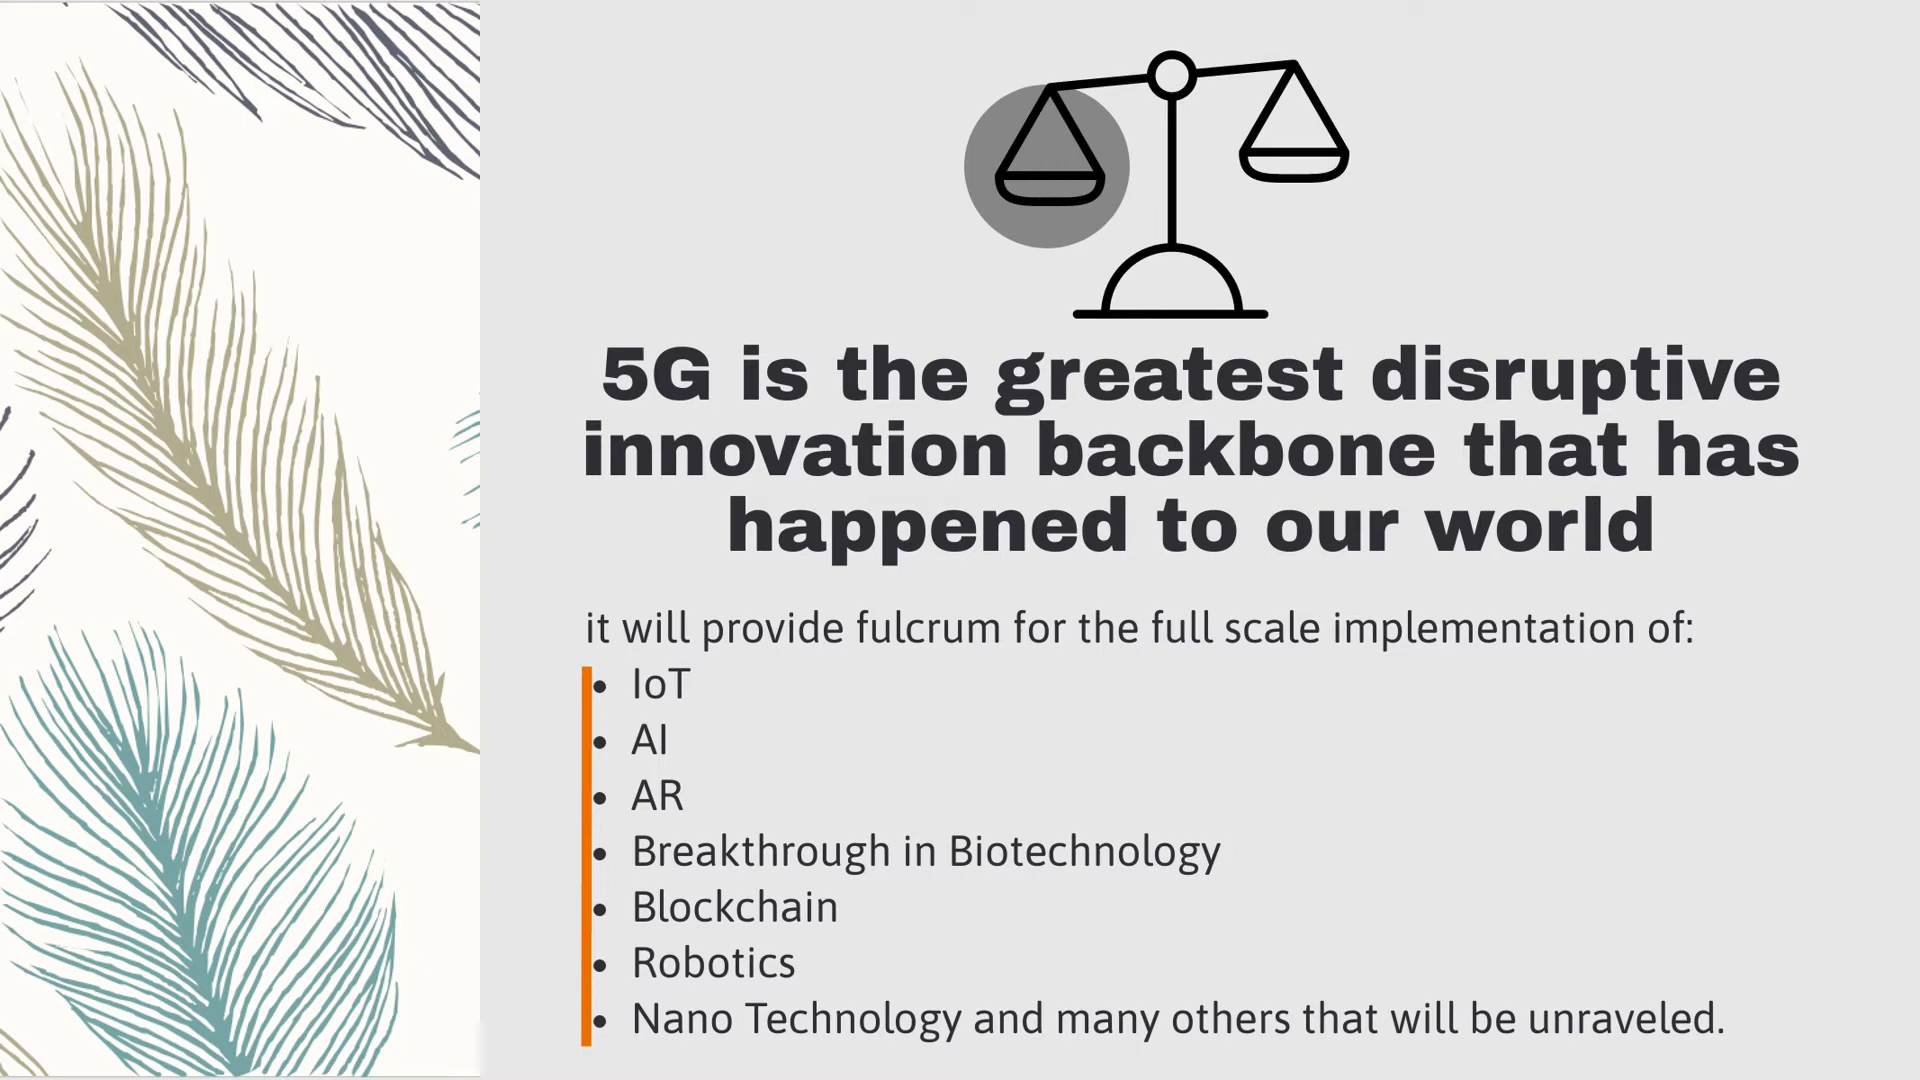 5G is the greatest disruptive
innovation backbone that has
happened to our world
it will provide fulcrum for the full scale implementation of:
• IoT
• AI
• AR
• Breakthrough in Biotechnology
• Blockchain
• Robotics
• Nano Technology and many others that will be unraveled.